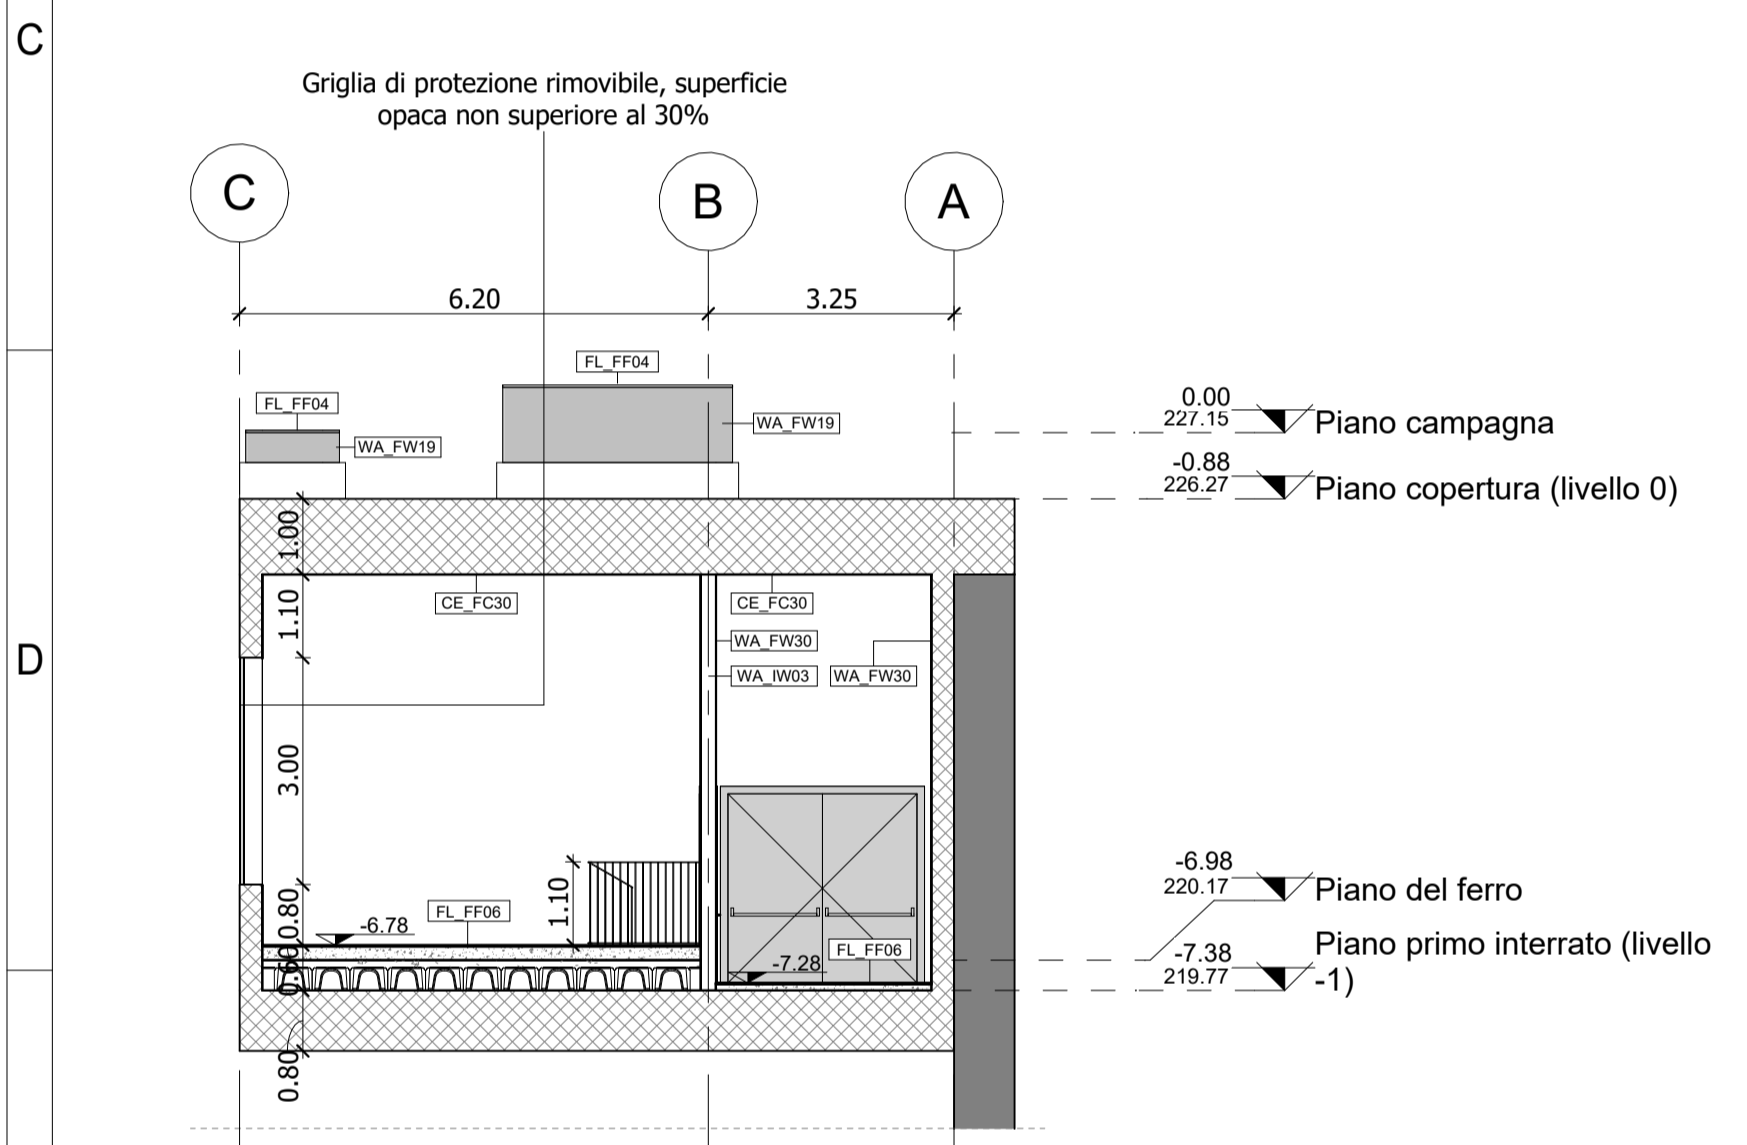 C
Griglia di protezione rimovibile, superficie
opaca non superiore al 30%
C
B
A
6.20
3.25
FL_FF04
FL_FF04
WA_FW19
WA_FW19
0.00
227.15
Piano campagna
-0.88
226.27
Piano copertura (livello 0)
1.00
1.10
3.00
0.80
0.60
0.80
CE_FC30
CE_FC30
WA_FW30
WA_IW03
WA_FW30
D
1.10
FL_FF06
-6.78
FL_FF06
-7.28
-6.98
220.17
Piano del ferro
-7.38
219.77
Piano primo interrato (livello
-1)